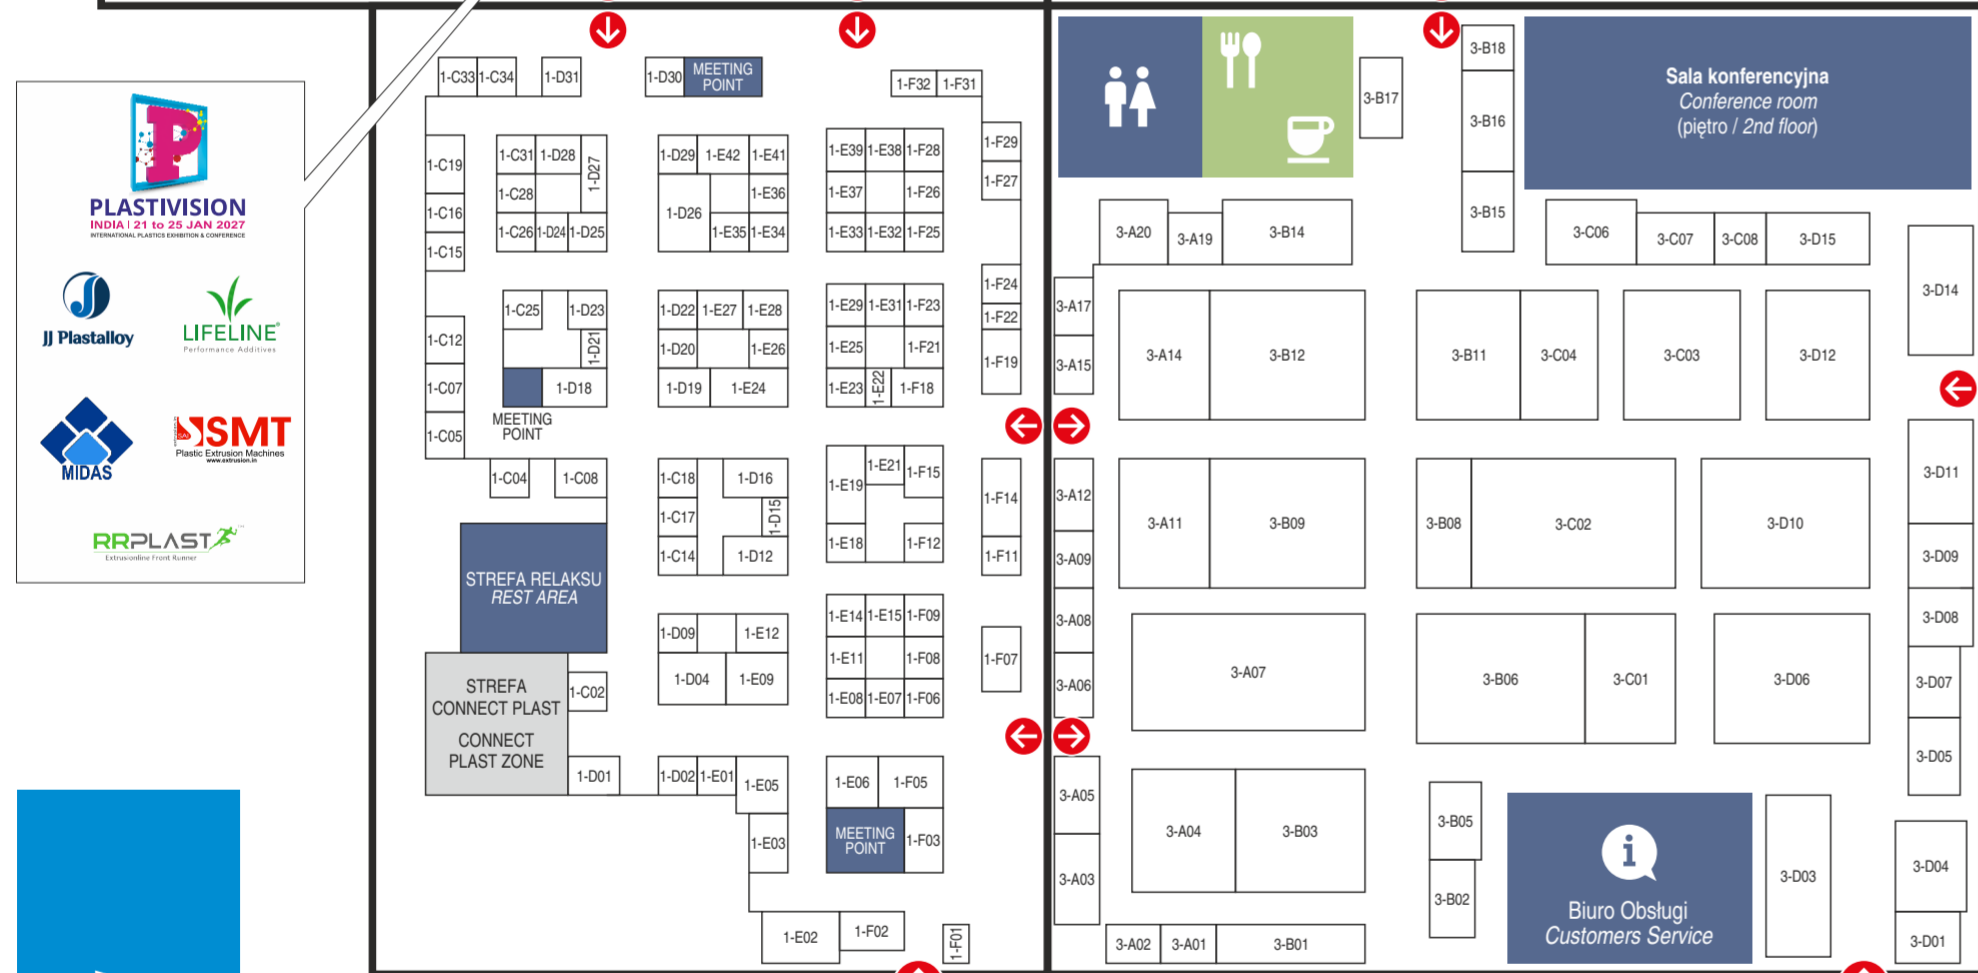 PLASTIVISION
INDIA | 21 to 25 JAN 2027
INTERNATIONAL PLASTICS EXHIBITION & CONFERENCE
JJ Plastalloy
LIFELINE
Performance Additives
MIDAS
SMT
Plastic Extrusion Machines
www.extrusion.in
RRPLAST
Extrusionline Front Runner
1-C33 1-C34 1-D31 1-D30 MEETING POINT 1-F32 1-F31
1-C19 1-C31 1-D28 1-D27 1-D29 1-E42 1-E41 1-E39 1-E38 1-F28 1-F29
1-C28 1-D26 1-E36 1-E37 1-F26 1-F27
1-C16 1-C26 1-D24 1-D25 1-E35 1-E34 1-E33 1-E32 1-F25
1-C15
1-F24
1-C25 1-D23 1-D22 1-E27 1-E28 1-E29 1-E31 1-F23 1-F22
1-C12 1-D21 1-D20 1-E26 1-E25 1-F21 1-F19
1-C07 1-D18 1-D19 1-E24 1-E23 1-E22 1-F18
MEETING
POINT
1-C05
1-C04 1-C08 1-C18 1-D16 1-E19 1-E21 1-F15 1-F14
1-C17 1-D15
1-C14 1-D12 1-E18 1-F12 1-F11
STREFA RELAKSU
REST AREA
1-D09 1-E12 1-E14 1-E15 1-F09
1-D04 1-E09 1-E11 1-F08 1-F07
1-C02 1-E08 1-E07 1-F06
STREFA
CONNECT PLAST
CONNECT
PLAST ZONE
1-D01 1-D02 1-E01 1-E05 1-E06 1-F05
1-E03 MEETING POINT 1-F03
1-E02 1-F02 1-F01
3-B17 3-B18
3-B16
3-B15
Sala konferencyjna
Conference room
(piętro / 2nd floor)
3-A20 3-A19 3-B14 3-C06 3-C07 3-C08 3-D15
3-D14
3-A17
3-A15 3-A14 3-B12 3-B11 3-C04 3-C03 3-D12
3-D11
3-A12 3-A11 3-B09 3-B08 3-C02 3-D10
3-A09 3-D09
3-A08 3-D08
3-A06 3-A07 3-B06 3-C01 3-D06 3-D07
3-D05
3-A05 3-A04 3-B03 3-B05
3-A03 3-B02 3-D03 3-D04
Biuro Obsługi
Customers Service
3-A02 3-A01 3-B01 3-D01